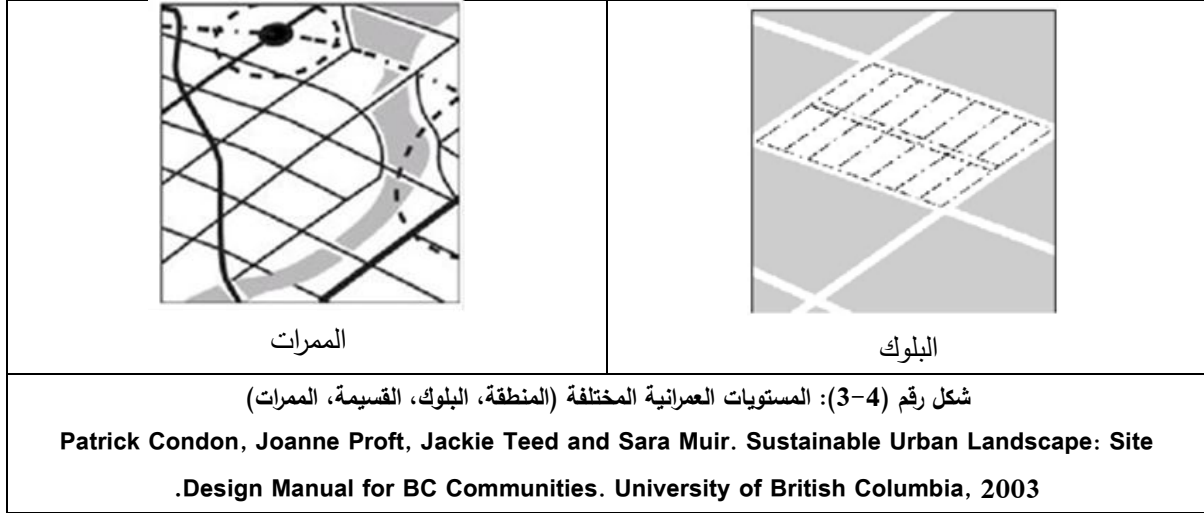 البلوك
الممرات
شكل رقم (4-3): المستويات العمرانية المختلفة (المنطقة، البلوك، القسيمة، الممرات)
Patrick Condon, Joanne Proft, Jackie Teed and Sara Muir. Sustainable Urban Landscape: Site
.Design Manual for BC Communities. University of British Columbia, 2003